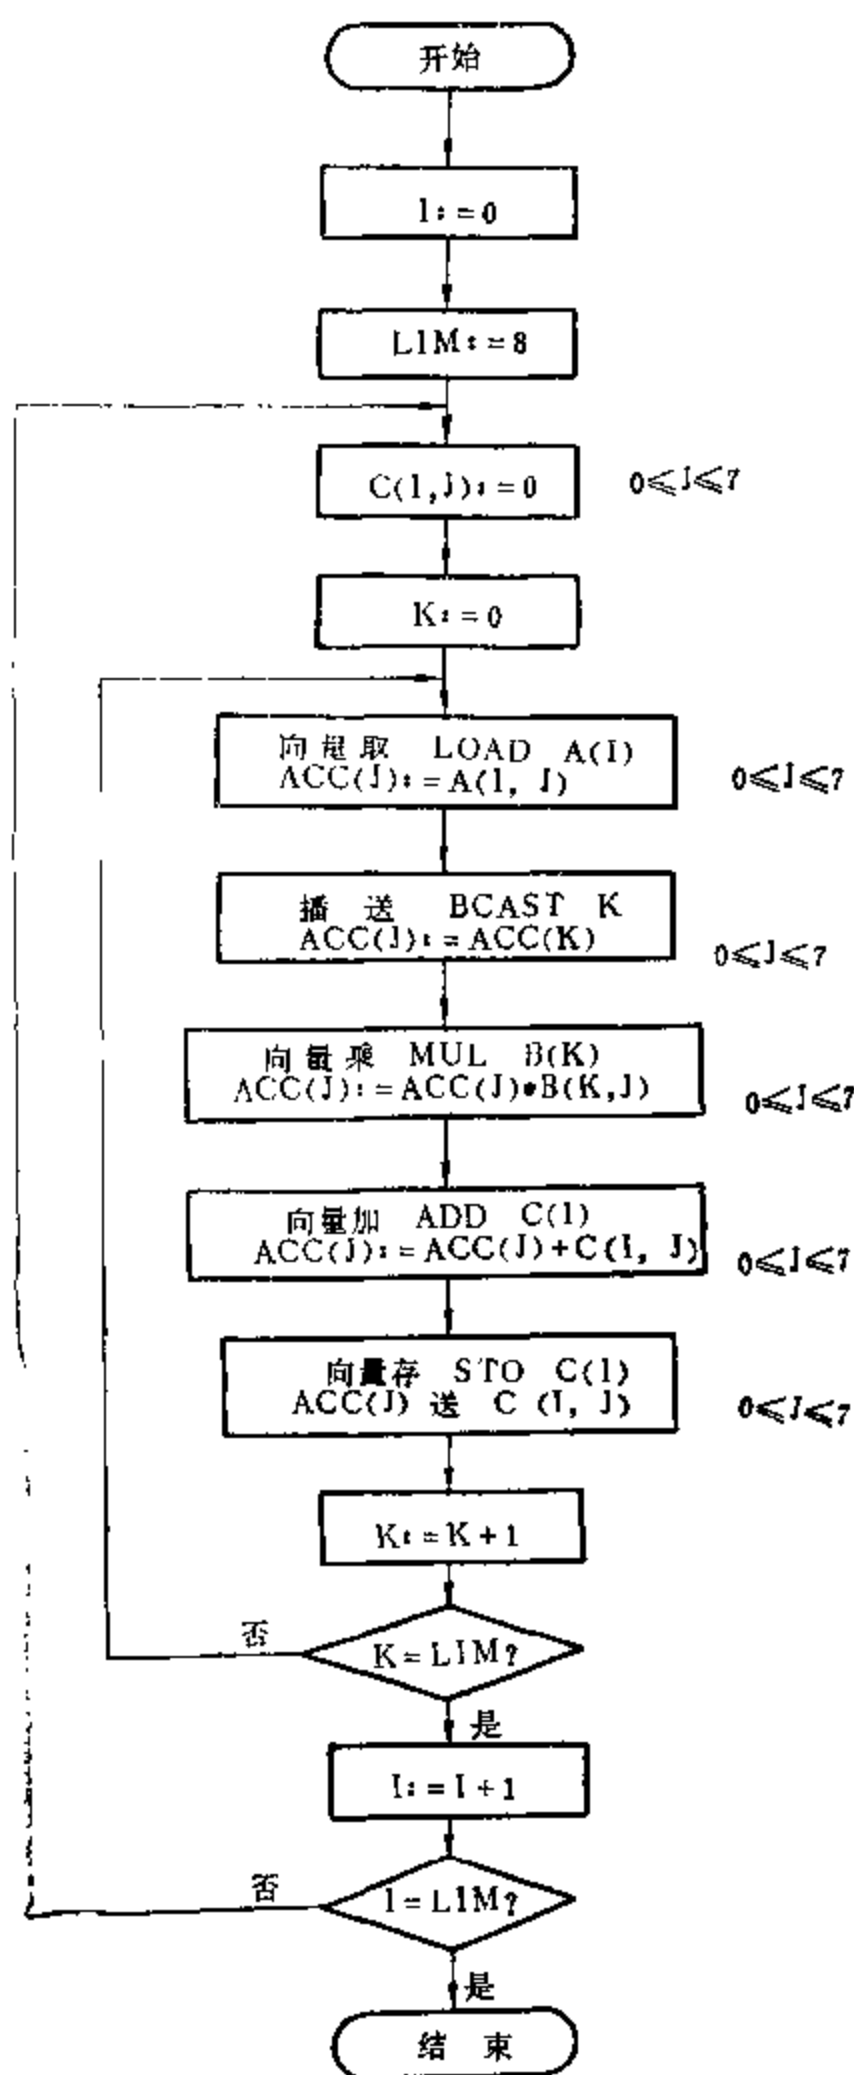 开始
I:=0
LIM:=8
C(I,J):=0
0≤J≤7
K:=0
向量取 LOAD A(I)
ACC(J):=A(I, J)
0≤J≤7
播 送 BCAST K
ACC(J):=ACC(K)
0≤J≤7
向量乘 MUL B(K)
ACC(J):=ACC(J)*B(K,J)
0≤J≤7
向量加 ADD C(I)
ACC(J):=ACC(J)+C(I, J)
0≤J≤7
向量存 STO C(I)
ACC(J) 送 C (I, J)
0≤J≤7
K:=K+1
否
K=LIM?
是
I:=I+1
否
I=LIM?
是
结 束